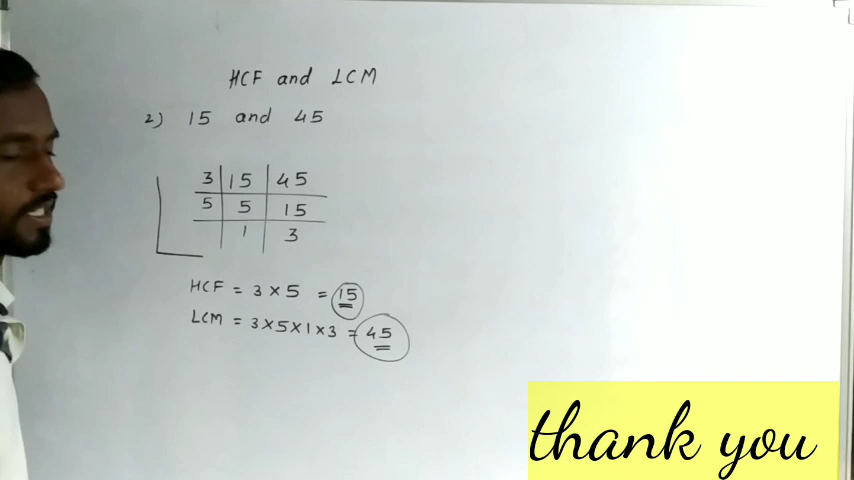 HCF and LCM
2) 15 and 45
3 15 45
5 5 15
1 3
HCF = 3 × 5 = 15
LCM = 3×5×1×3 = 45
thank you